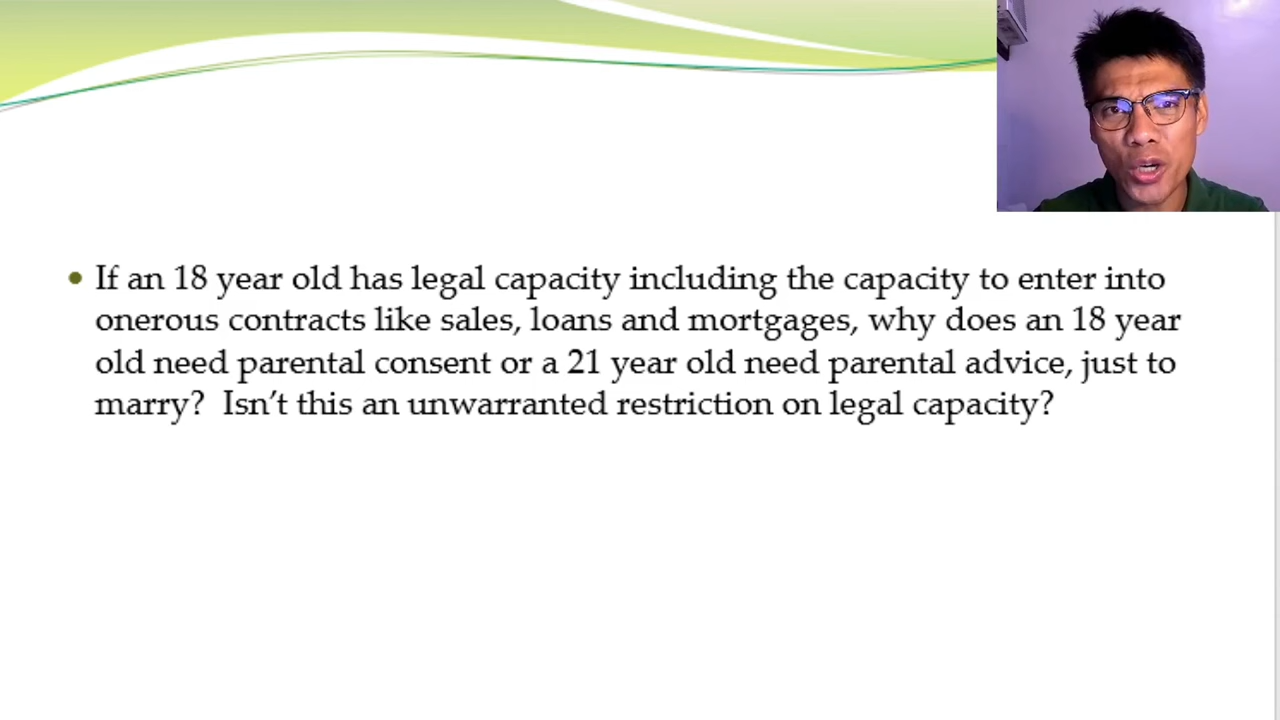 If an 18 year old has legal capacity including the capacity to enter into
onerous contracts like sales, loans and mortgages, why does an 18 year
old need parental consent or a 21 year old need parental advice, just to
marry?  Isn’t this an unwarranted restriction on legal capacity?